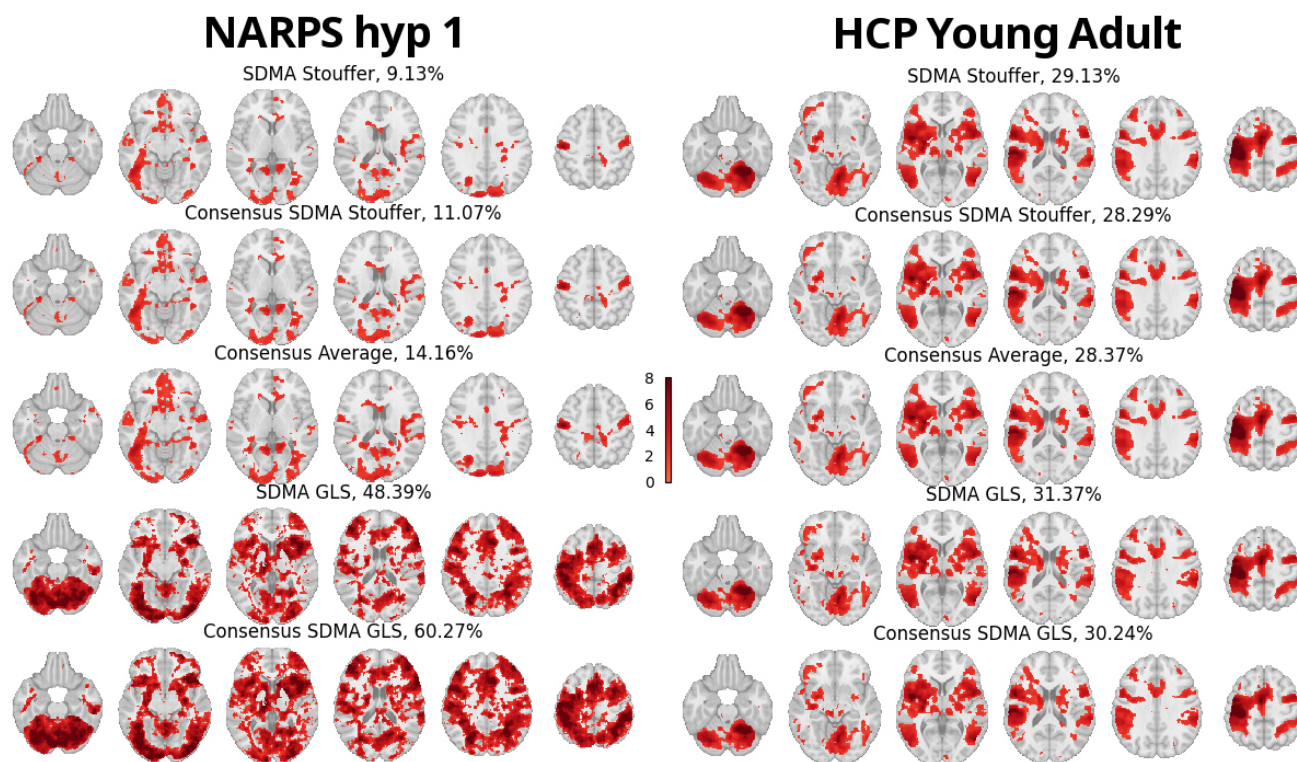 NARPS hyp 1
SDMA Stouffer, 9.13%
Consensus SDMA Stouffer, 11.07%
Consensus Average, 14.16%
SDMA GLS, 48.39%
Consensus SDMA GLS, 60.27%
8
6
4
2
0
HCP Young Adult
SDMA Stouffer, 29.13%
Consensus SDMA Stouffer, 28.29%
Consensus Average, 28.37%
SDMA GLS, 31.37%
Consensus SDMA GLS, 30.24%